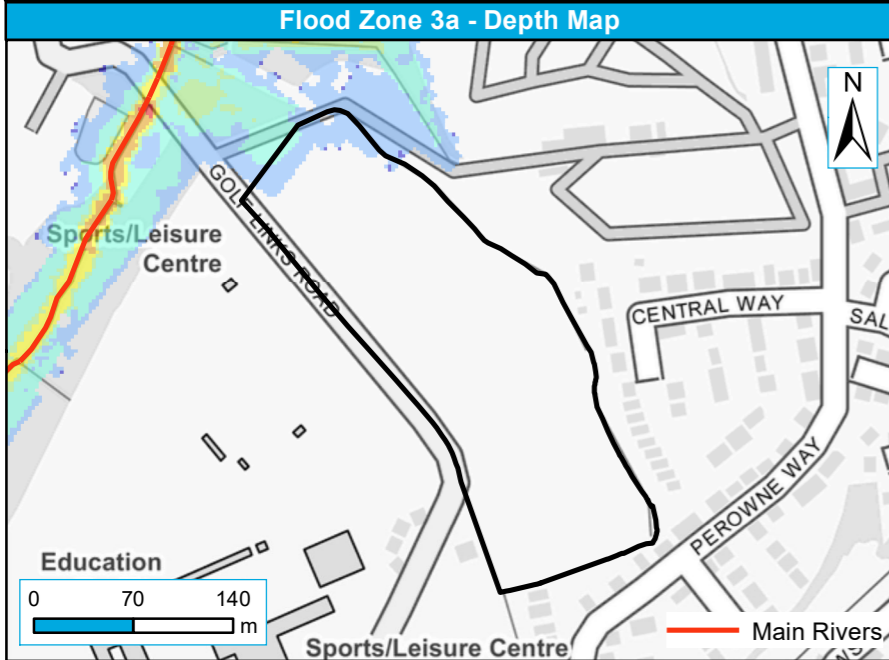 Flood Zone 3a - Depth Map
N
GOLF LINKS ROAD
Sports/Leisure
Centre
CENTRAL WAY
SAL
PEROWNE WAY
Education
0 70 140
m
Sports/Leisure Centre
Main Rivers